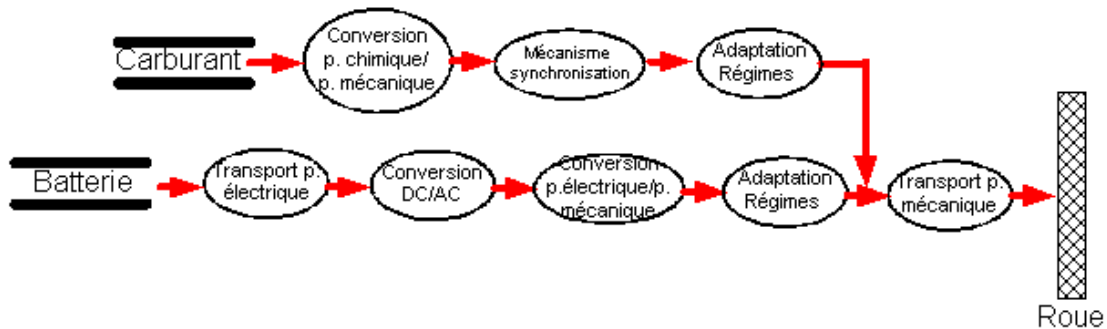 Carburant
Conversion
p. chimique/
p. mécanique
Mécanisme
synchronisation
Adaptation
Régimes
Batterie
Transport p.
électrique
Conversion
DC/AC
Conversion
p.électrique/p.
mécanique
Adaptation
Régimes
Transport p.
mécanique
Roue